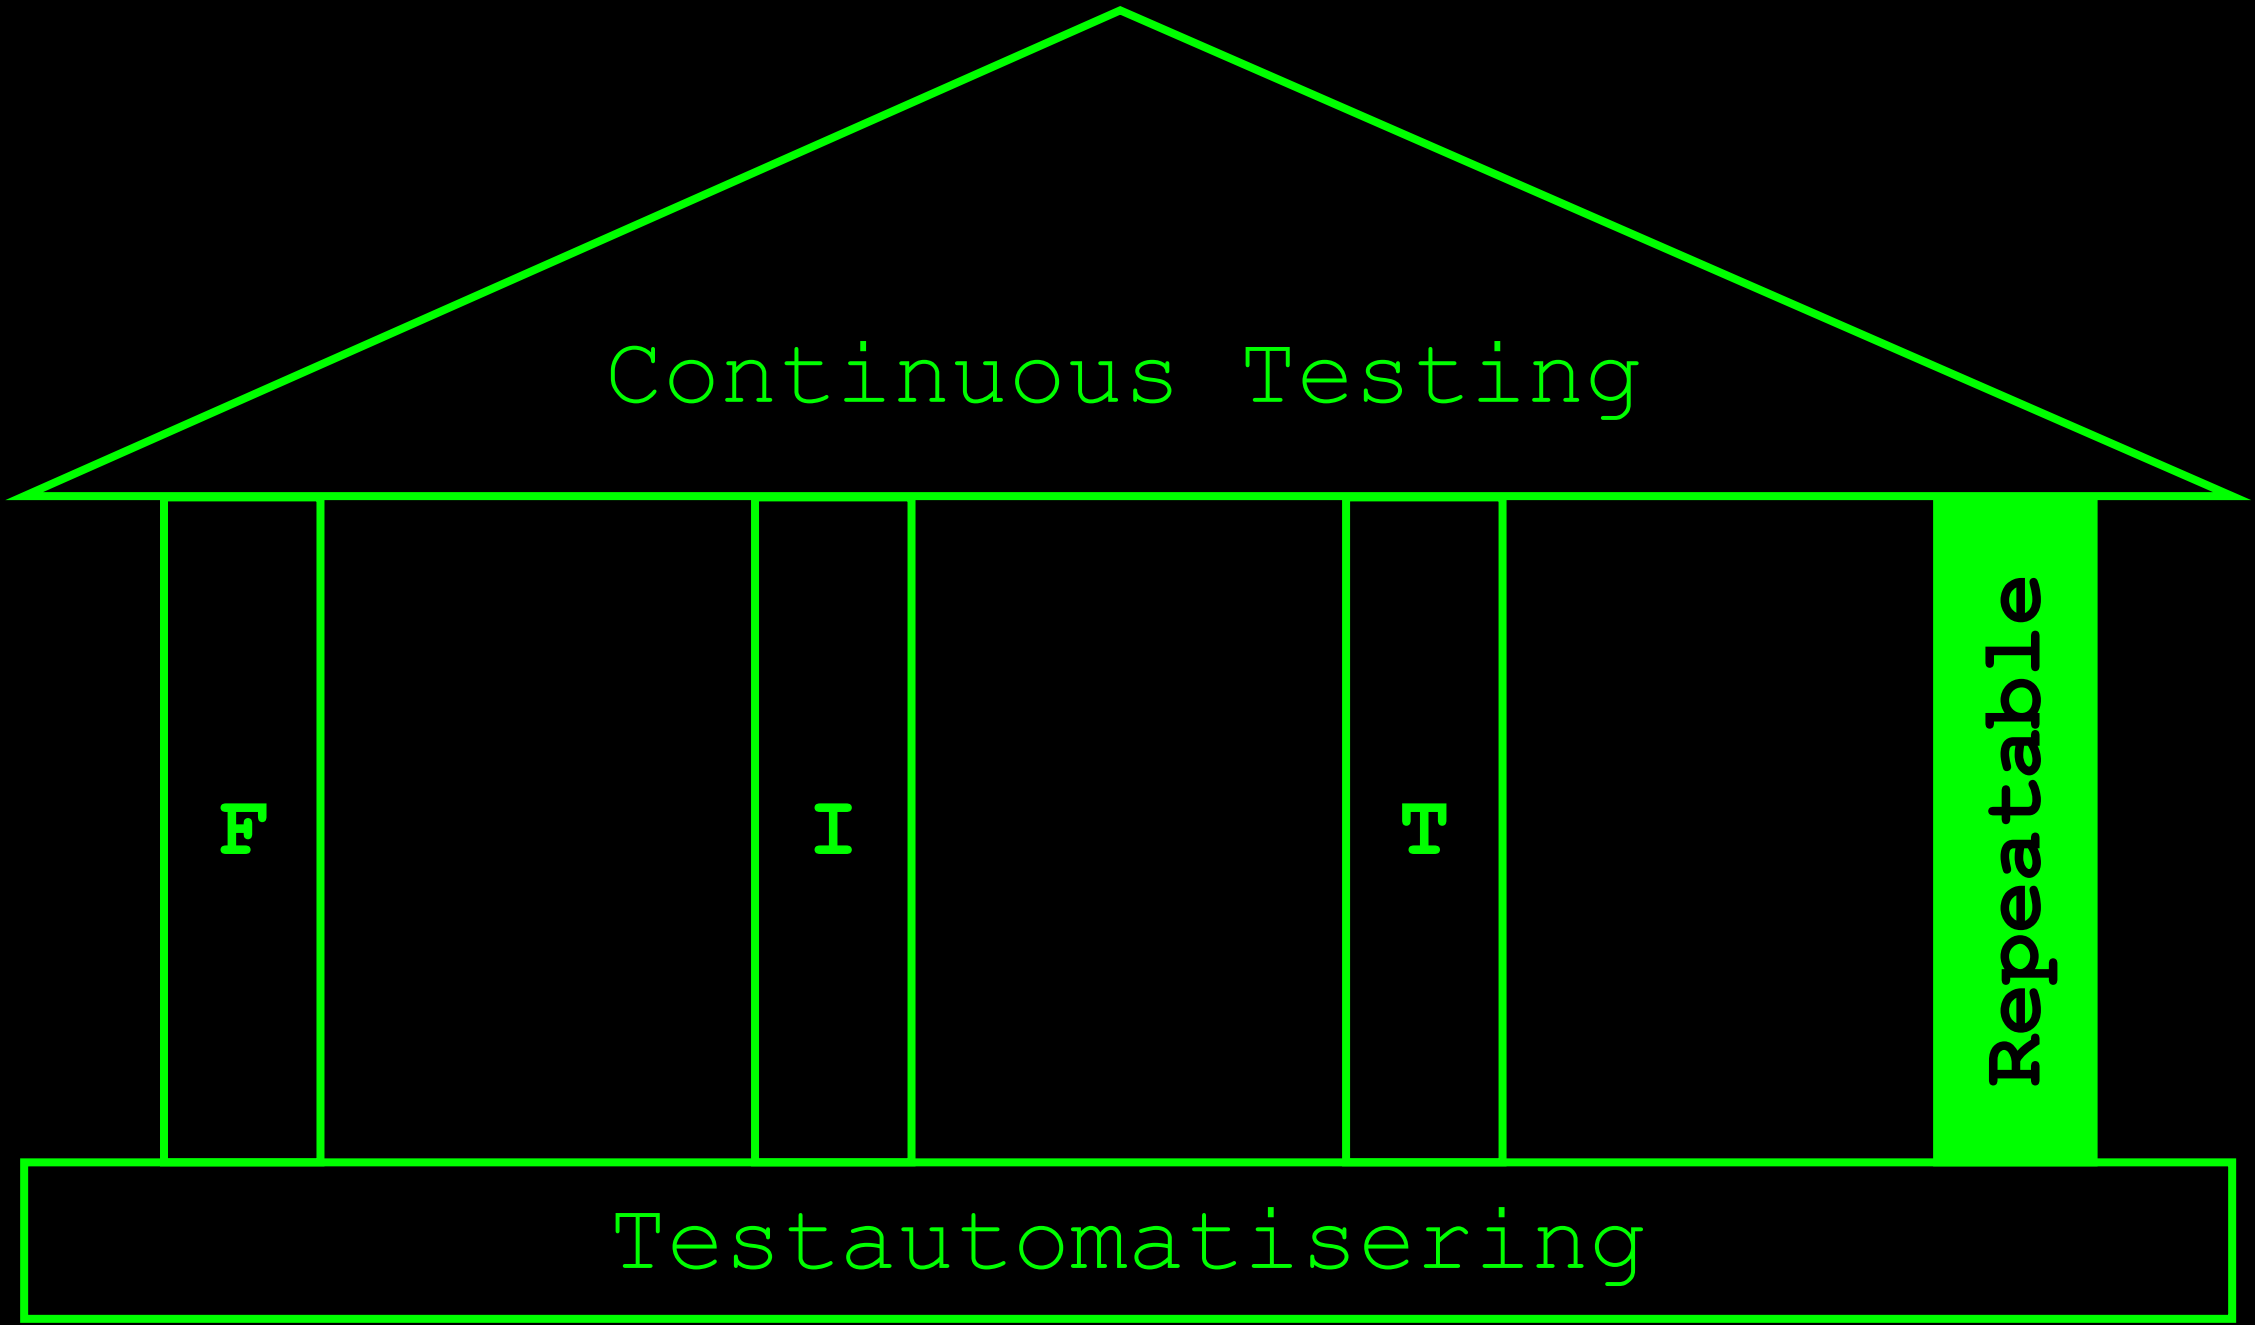 Continuous Testing
F
I
T
Repeatable
Testautomatisering